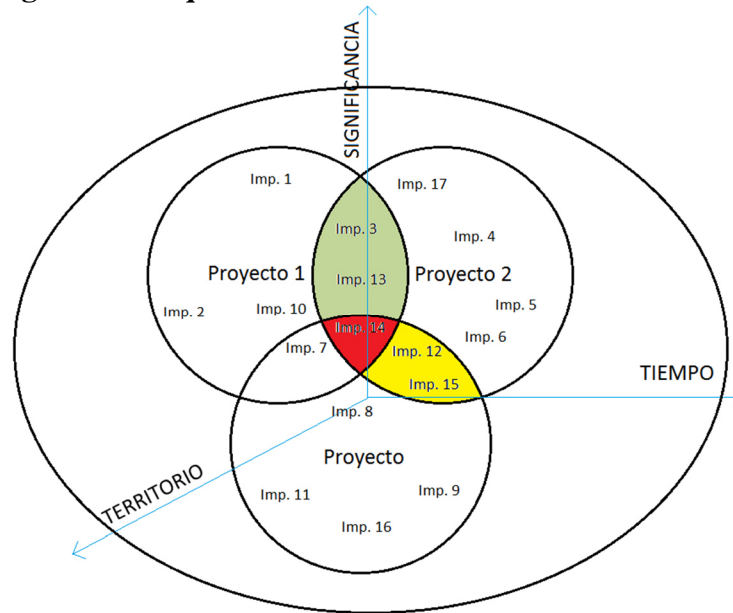 SIGNIFICANCIA
Imp. 1
Imp. 17
Imp. 3
Imp. 4
Proyecto 1
Imp. 13
Proyecto 2
Imp. 2
Imp. 10
Imp. 5
Imp. 14
Imp. 6
Imp. 7
Imp. 12
Imp. 15
TIEMPO
Imp. 8
Proyecto
TERRITORIO
Imp. 11
Imp. 9
Imp. 16